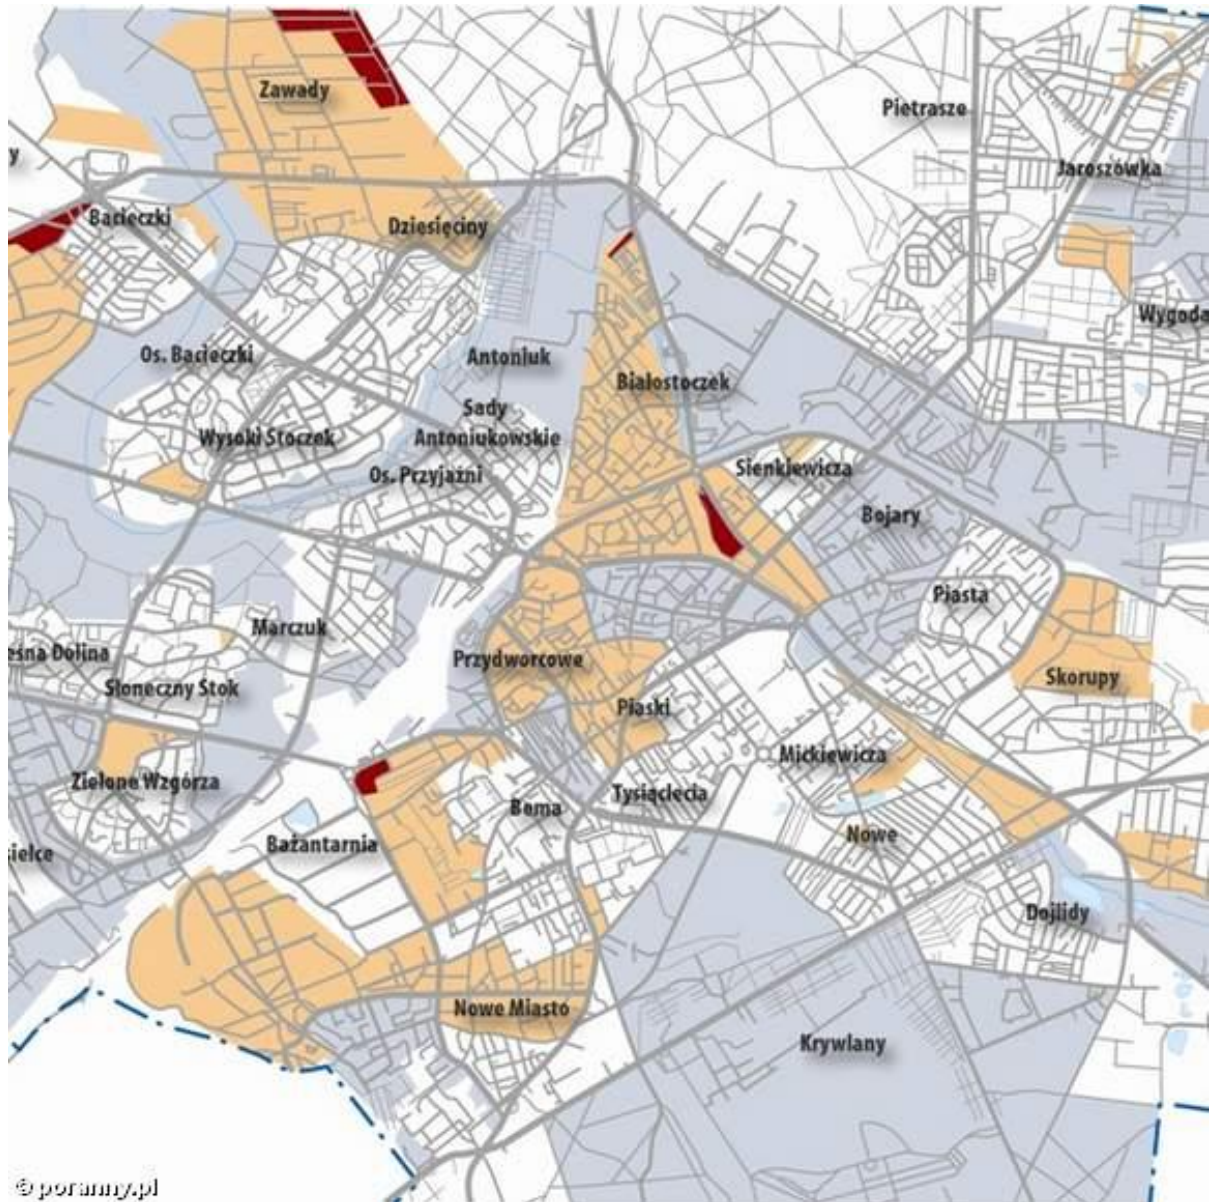 Zawady
Pietrasze
y
Jaroszówka
Bacieczki
Dziesięciny
Wygoda
Os. Bacieczki
Antoniuk
Białostoczek
Sady
Antoniukowskie
Wysoki Stoczek
Sienkiewicza
Os. Przyjaźni
Bojary
Piasta
Marczuk
eśna Dolina
Przydworcowe
Skorupy
Słoneczny Stok
Piaski
Mickiewicza
Zielone Wzgórza
Tysiąclecia
Bema
Nowe
Bażantarnia
sielce
Dojlidy
Nowe Miasto
Krywlany
© poranny.pl